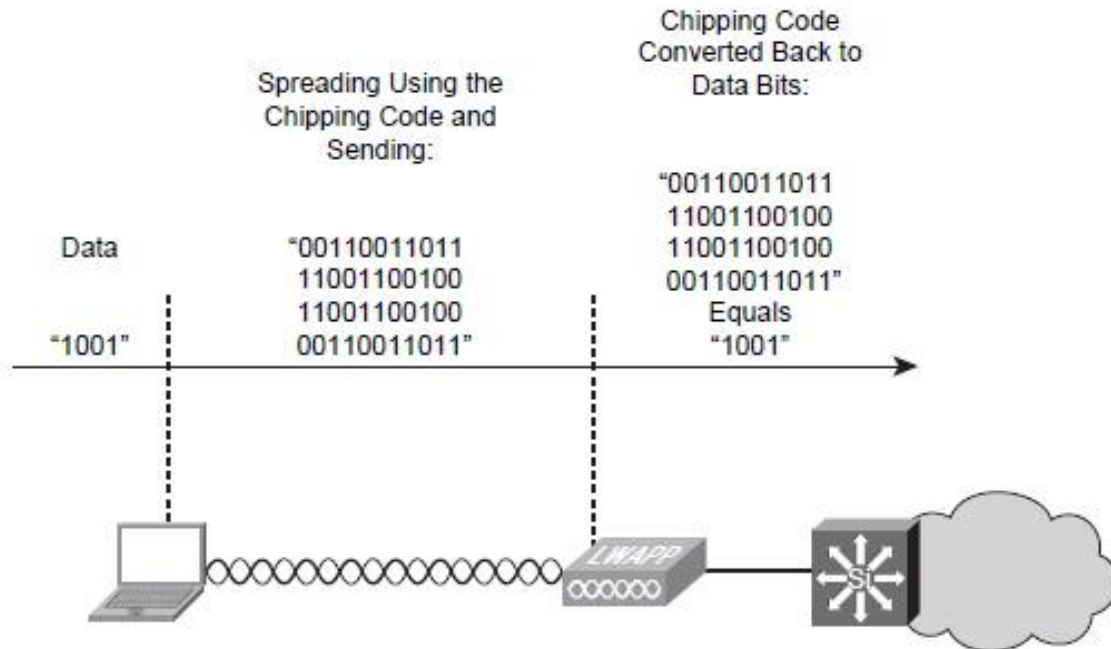 Chipping Code
Converted Back to
Data Bits:
Spreading Using the
Chipping Code and
Sending:
“00110011011
11001100100
11001100100
00110011011”
Equals
“1001”
Data
“1001”
“00110011011
11001100100
11001100100
00110011011”
LWAPP
Si